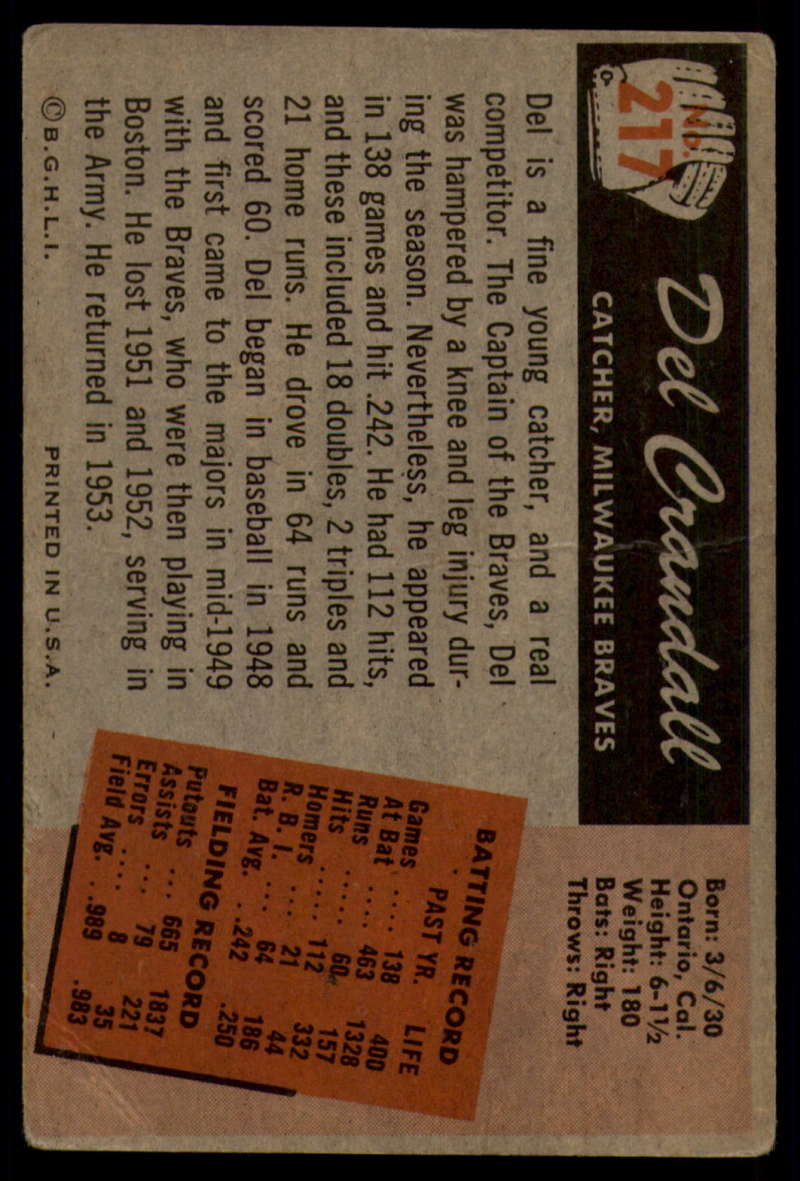 No.
217
Del Crandall
CATCHER, MILWAUKEE BRAVES
Del is a fine young catcher, and a real
competitor. The Captain of the Braves, Del
was hampered by a knee and leg injury dur-
ing the season. Nevertheless, he appeared
in 138 games and hit .242. He had 112 hits,
and these included 18 doubles, 2 triples and
21 home runs. He drove in 64 runs and
scored 60. Del began in baseball in 1948
and first came to the majors in mid-1949
with the Braves, who were then playing in
Boston. He lost 1951 and 1952, serving in
the Army. He returned in 1953.
© B.G.H.L.I. PRINTED IN U.S.A.
Born: 3/6/30
Ontario, Cal.
Height: 6-1½
Weight: 180
Bats: Right
Throws: Right
BATTING RECORD
PAST YR. LIFE
Games .... 138 400
At Bat .... 463 1328
Runs ..... 60 157
Hits ..... 112 332
Homers ... 21 44
R. B. I. ... 64 186
Bat. Avg. . .242 .250
FIELDING RECORD
Putouts ... 665 1837
Assists ... 79 221
Errors .... 8 35
Field Avg. . .989 .983